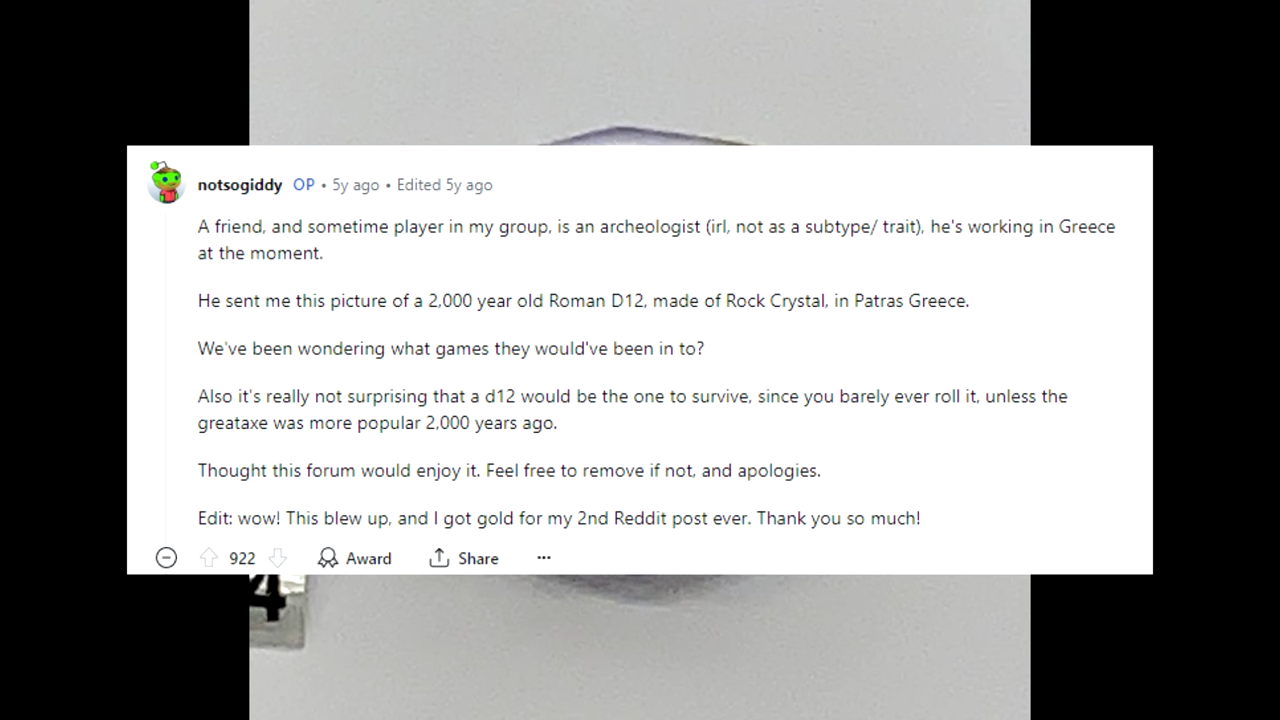 notsogiddy OP • 5y ago • Edited 5y ago
A friend, and sometime player in my group, is an archeologist (irl, not as a subtype/ trait), he's working in Greece
at the moment.
He sent me this picture of a 2,000 year old Roman D12, made of Rock Crystal, in Patras Greece.
We've been wondering what games they would've been in to?
Also it's really not surprising that a d12 would be the one to survive, since you barely ever roll it, unless the
greataxe was more popular 2,000 years ago.
Thought this forum would enjoy it. Feel free to remove if not, and apologies.
Edit: wow! This blew up, and I got gold for my 2nd Reddit post ever. Thank you so much!
922 Award Share ...
4